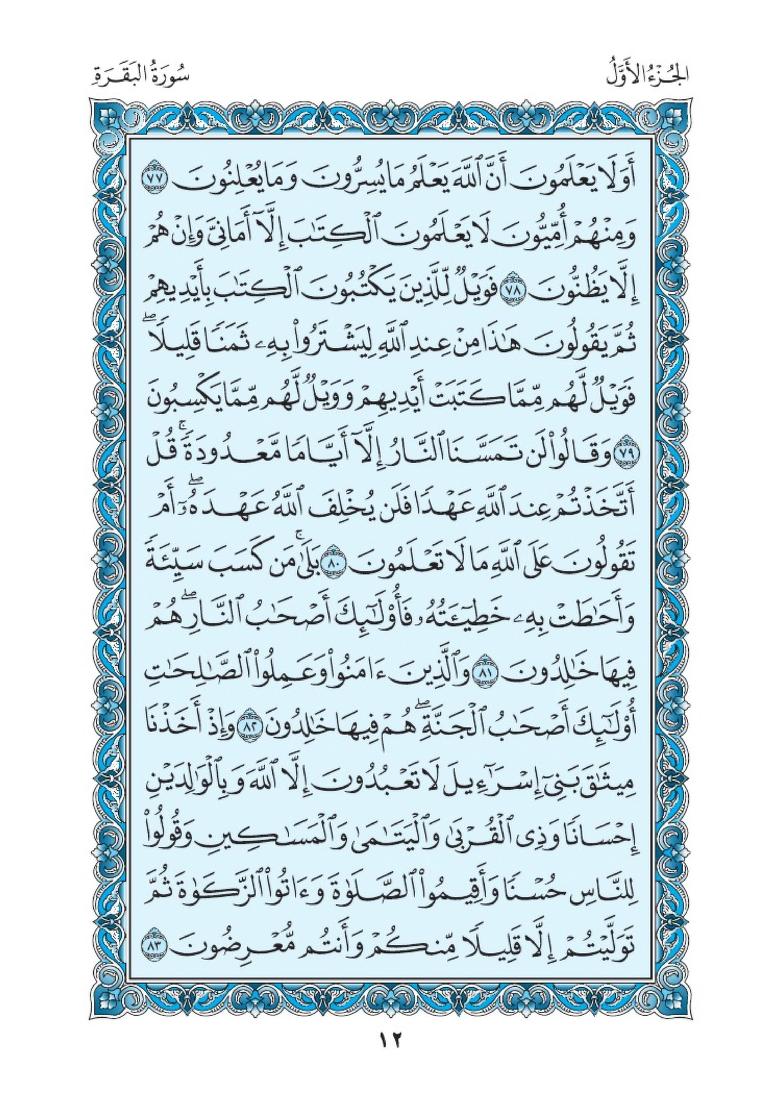 الجُزْءُ الأَوَّلُ
سُورَةُ البَقَرَةِ
أَوَلَا يَعْلَمُونَ أَنَّ ٱللَّهَ يَعْلَمُ مَا يُسِرُّونَ وَمَا يُعْلِنُونَ ٧٧
وَمِنْهُمْ أُمِّيُّونَ لَا يَعْلَمُونَ ٱلْكِتَٰبَ إِلَّآ أَمَانِيَّ وَإِنْ هُمْ
إِلَّا يَظُنُّونَ ٧٨ فَوَيْلٌ لِّلَّذِينَ يَكْتُبُونَ ٱلْكِتَٰبَ بِأَيْدِيهِمْ
ثُمَّ يَقُولُونَ هَٰذَا مِنْ عِندِ ٱللَّهِ لِيَشْتَرُوا۟ بِهِۦ ثَمَنًا قَلِيلًا ۖ
فَوَيْلٌ لَّهُم مِّمَّا كَتَبَتْ أَيْدِيهِمْ وَوَيْلٌ لَّهُم مِّمَّا يَكْسِبُونَ
٧٩ وَقَالُوا۟ لَن تَمَسَّنَا ٱلنَّارُ إِلَّآ أَيَّامًا مَّعْدُودَةً ۚ قُلْ
أَتَّخَذْتُمْ عِندَ ٱللَّهِ عَهْدًا فَلَن يُخْلِفَ ٱللَّهُ عَهْدَهُۥٓ ۖ أَمْ
تَقُولُونَ عَلَى ٱللَّهِ مَا لَا تَعْلَمُونَ ٨٠ بَلَىٰ ۚ مَن كَسَبَ سَيِّئَةً
وَأَحَٰطَتْ بِهِۦ خَطِيٓـَٔتُهُۥ فَأُو۟لَٰٓئِكَ أَصْحَٰبُ ٱلنَّارِ ۖ هُمْ
فِيهَا خَٰلِدُونَ ٨١ وَٱلَّذِينَ ءَامَنُوا۟ وَعَمِلُوا۟ ٱلصَّٰلِحَٰتِ
أُو۟لَٰٓئِكَ أَصْحَٰبُ ٱلْجَنَّةِ ۖ هُمْ فِيهَا خَٰلِدُونَ ٨٢ وَإِذْ أَخَذْنَا
مِيثَٰقَ بَنِىٓ إِسْرَٰٓءِيلَ لَا تَعْبُدُونَ إِلَّا ٱللَّهَ وَبِٱلْوَٰلِدَيْنِ
إِحْسَانًا وَذِى ٱلْقُرْبَىٰ وَٱلْيَتَٰمَىٰ وَٱلْمَسَٰكِينِ وَقُولُوا۟
لِلنَّاسِ حُسْنًا وَأَقِيمُوا۟ ٱلصَّلَوٰةَ وَءَاتُوا۟ ٱلزَّكَوٰةَ ثُمَّ
تَوَلَّيْتُمْ إِلَّا قَلِيلًا مِّنكُمْ وَأَنتُم مُّعْرِضُونَ ٨٣
١٢